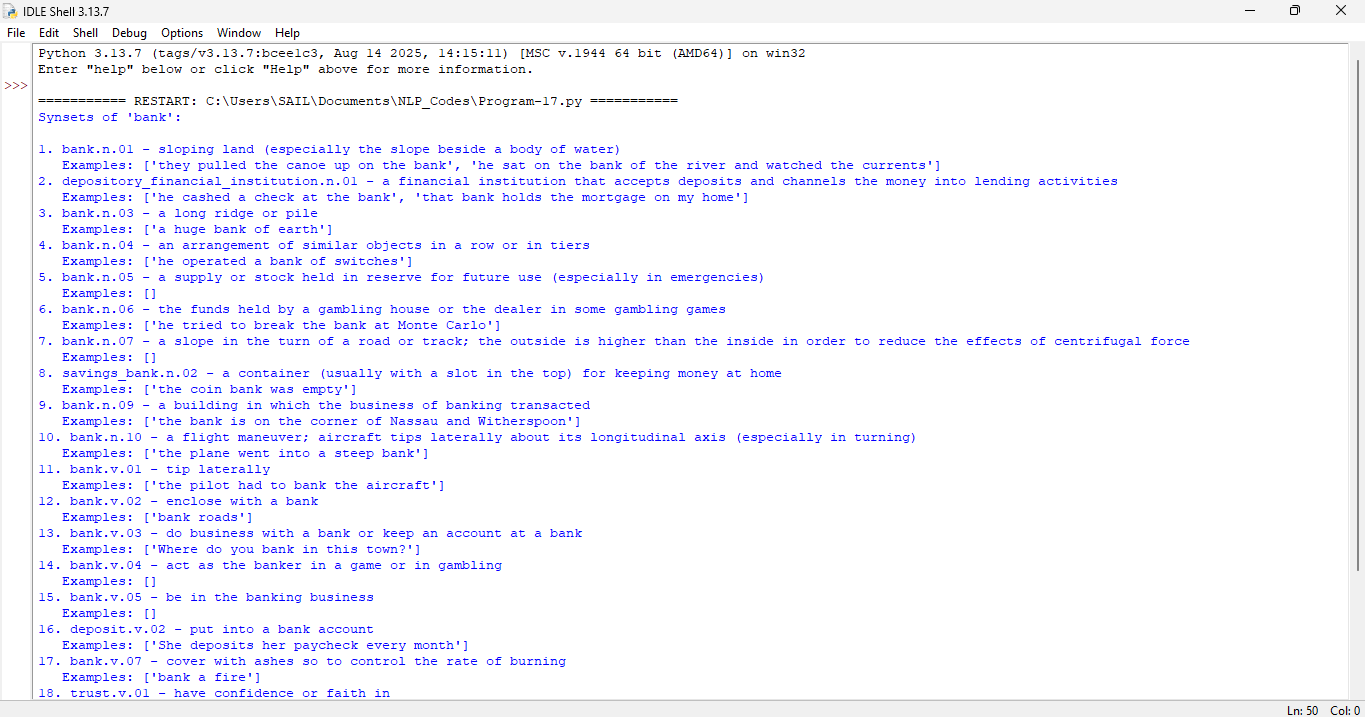 IDLE Shell 3.13.7
File Edit Shell Debug Options Window Help
Python 3.13.7 (tags/v3.13.7:bcee1c3, Aug 14 2025, 14:15:11) [MSC v.1944 64 bit (AMD64)] on win32
Enter "help" below or click "Help" above for more information.
>>>
=========== RESTART: C:\Users\SAIL\Documents\NLP_Codes\Program-17.py ===========
Synsets of 'bank':
1. bank.n.01 - sloping land (especially the slope beside a body of water)
Examples: ['they pulled the canoe up on the bank', 'he sat on the bank of the river and watched the currents']
2. depository_financial_institution.n.01 - a financial institution that accepts deposits and channels the money into lending activities
Examples: ['he cashed a check at the bank', 'that bank holds the mortgage on my home']
3. bank.n.03 - a long ridge or pile
Examples: ['a huge bank of earth']
4. bank.n.04 - an arrangement of similar objects in a row or in tiers
Examples: ['he operated a bank of switches']
5. bank.n.05 - a supply or stock held in reserve for future use (especially in emergencies)
Examples: []
6. bank.n.06 - the funds held by a gambling house or the dealer in some gambling games
Examples: ['he tried to break the bank at Monte Carlo']
7. bank.n.07 - a slope in the turn of a road or track; the outside is higher than the inside in order to reduce the effects of centrifugal force
Examples: []
8. savings_bank.n.02 - a container (usually with a slot in the top) for keeping money at home
Examples: ['the coin bank was empty']
9. bank.n.09 - a building in which the business of banking transacted
Examples: ['the bank is on the corner of Nassau and Witherspoon']
10. bank.n.10 - a flight maneuver; aircraft tips laterally about its longitudinal axis (especially in turning)
Examples: ['the plane went into a steep bank']
11. bank.v.01 - tip laterally
Examples: ['the pilot had to bank the aircraft']
12. bank.v.02 - enclose with a bank
Examples: ['bank roads']
13. bank.v.03 - do business with a bank or keep an account at a bank
Examples: ['Where do you bank in this town?']
14. bank.v.04 - act as the banker in a game or in gambling
Examples: []
15. bank.v.05 - be in the banking business
Examples: []
16. deposit.v.02 - put into a bank account
Examples: ['She deposits her paycheck every month']
17. bank.v.07 - cover with ashes so to control the rate of burning
Examples: ['bank a fire']
18. trust.v.01 - have confidence or faith in
Ln: 50 Col: 0